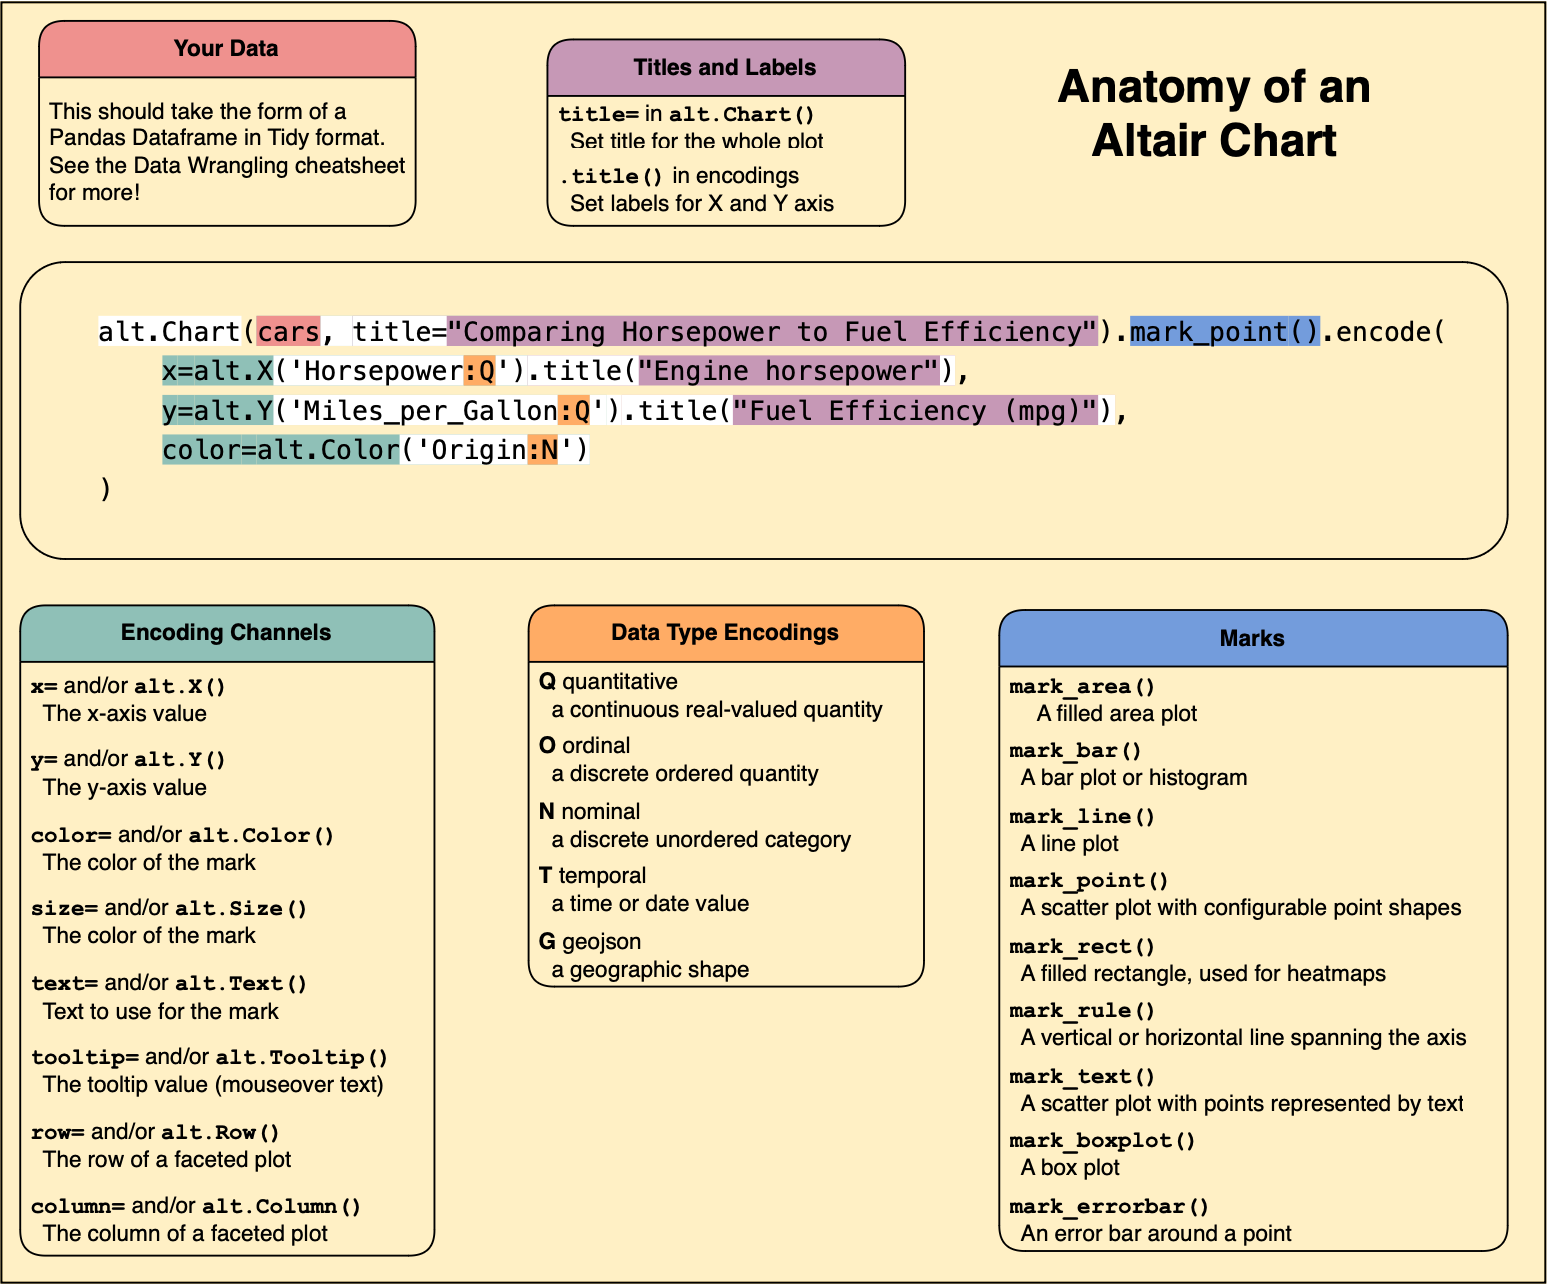 Your Data
This should take the form of a
Pandas Dataframe in Tidy format.
See the Data Wrangling cheatsheet
for more!
Titles and Labels
title= in alt.Chart()
Set title for the whole plot
.title() in encodings
Set labels for X and Y axis
Anatomy of an
Altair Chart
alt.Chart(cars, title="Comparing Horsepower to Fuel Efficiency").mark_point().encode(
x=alt.X('Horsepower:Q').title("Engine horsepower"),
y=alt.Y('Miles_per_Gallon:Q').title("Fuel Efficiency (mpg)"),
color=alt.Color('Origin:N')
)
Encoding Channels
x= and/or alt.X()
The x-axis value
y= and/or alt.Y()
The y-axis value
color= and/or alt.Color()
The color of the mark
size= and/or alt.Size()
The color of the mark
text= and/or alt.Text()
Text to use for the mark
tooltip= and/or alt.Tooltip()
The tooltip value (mouseover text)
row= and/or alt.Row()
The row of a faceted plot
column= and/or alt.Column()
The column of a faceted plot
Data Type Encodings
Q quantitative
a continuous real-valued quantity
O ordinal
a discrete ordered quantity
N nominal
a discrete unordered category
T temporal
a time or date value
G geojson
a geographic shape
Marks
mark_area()
A filled area plot
mark_bar()
A bar plot or histogram
mark_line()
A line plot
mark_point()
A scatter plot with configurable point shapes
mark_rect()
A filled rectangle, used for heatmaps
mark_rule()
A vertical or horizontal line spanning the axis
mark_text()
A scatter plot with points represented by text
mark_boxplot()
A box plot
mark_errorbar()
An error bar around a point